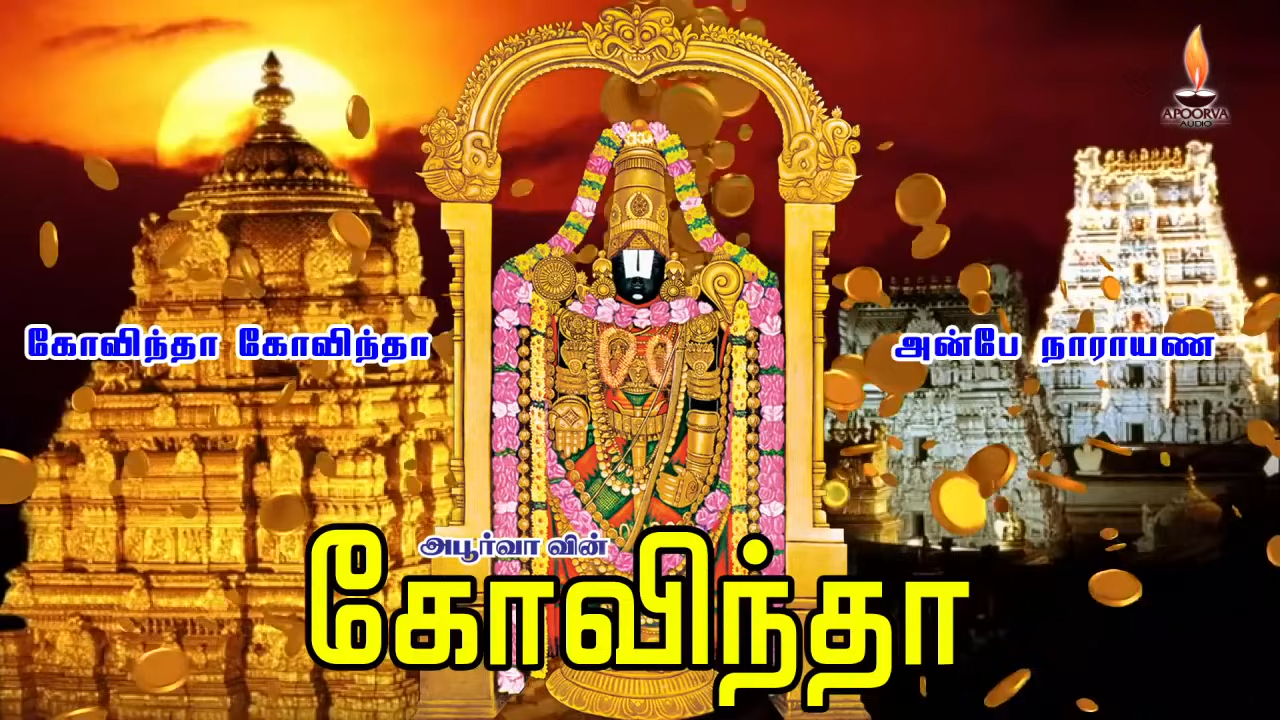 APOORVA
AUDIO
கோவிந்தா கோவிந்தா
அன்பே நாராயண
அபூர்வா வின்
கோவிந்தா